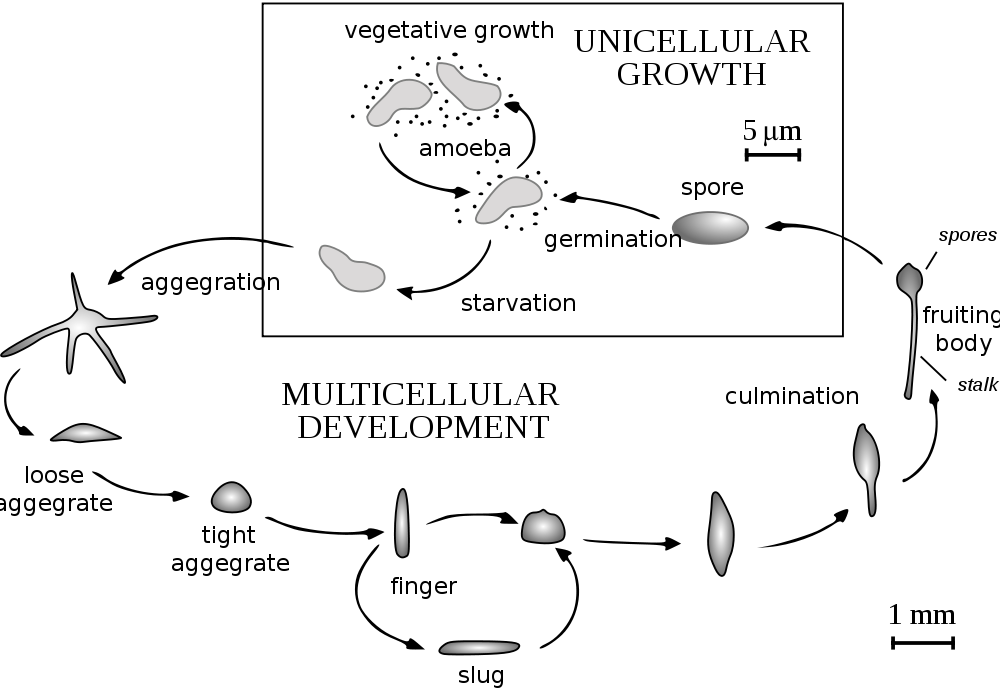 vegetative growth
UNICELLULAR
GROWTH
5 μm
amoeba
spore
germination
spores
aggegration
starvation
fruiting
body
stalk
MULTICELLULAR
DEVELOPMENT
culmination
loose
aggegrate
tight
aggegrate
finger
1 mm
slug